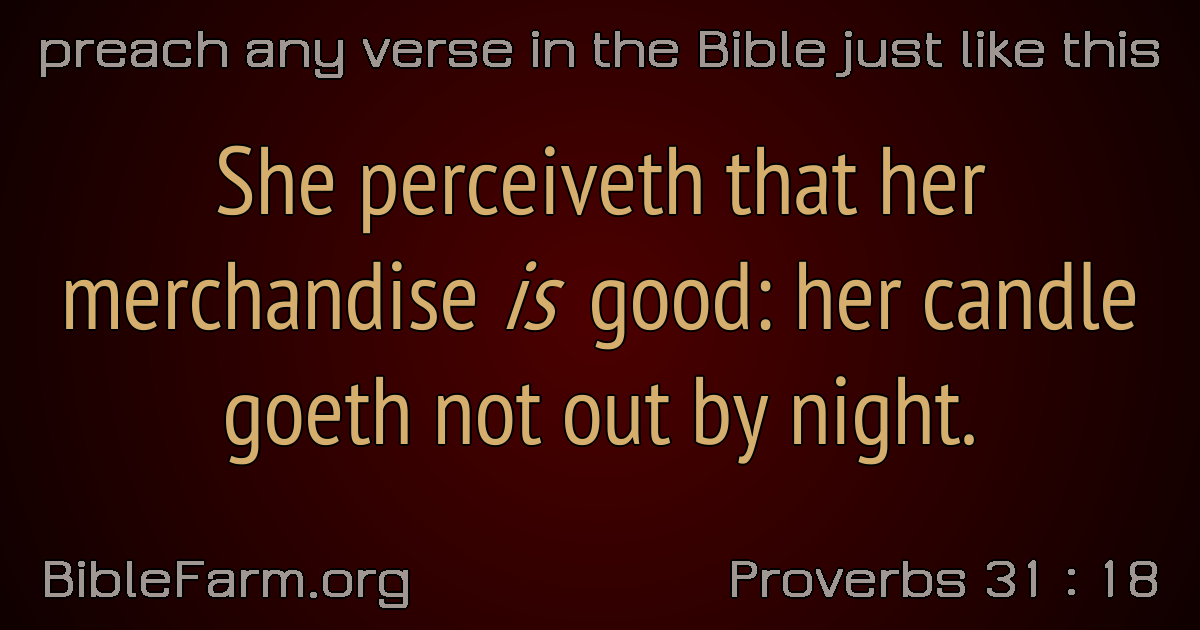 preach any verse in the Bible just like this
She perceiveth that her
merchandise is good: her candle
goeth not out by night.
BibleFarm.org
Proverbs 31 : 18